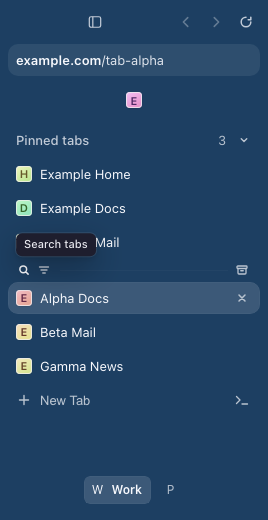 example.com/tab-alpha
E
Pinned tabs 3
H Example Home
D Example Docs
Search tabs Mail
E Alpha Docs
E Beta Mail
E Gamma News
New Tab
W Work P